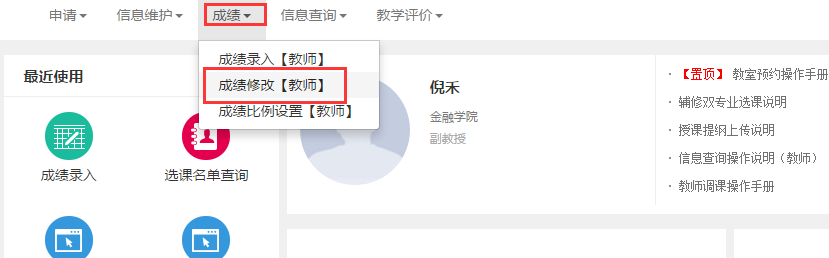 申请 信息维护 成绩 信息查询 教学评价
成绩录入【教师】
成绩修改【教师】
成绩比例设置【教师】
最近使用
成绩录入
选课名单查询
倪禾
金融学院
副教授
· 【置顶】 教室预约操作手册
· 辅修双专业选课说明
· 授课提纲上传说明
· 信息查询操作说明（教师）
· 教师调课操作手册